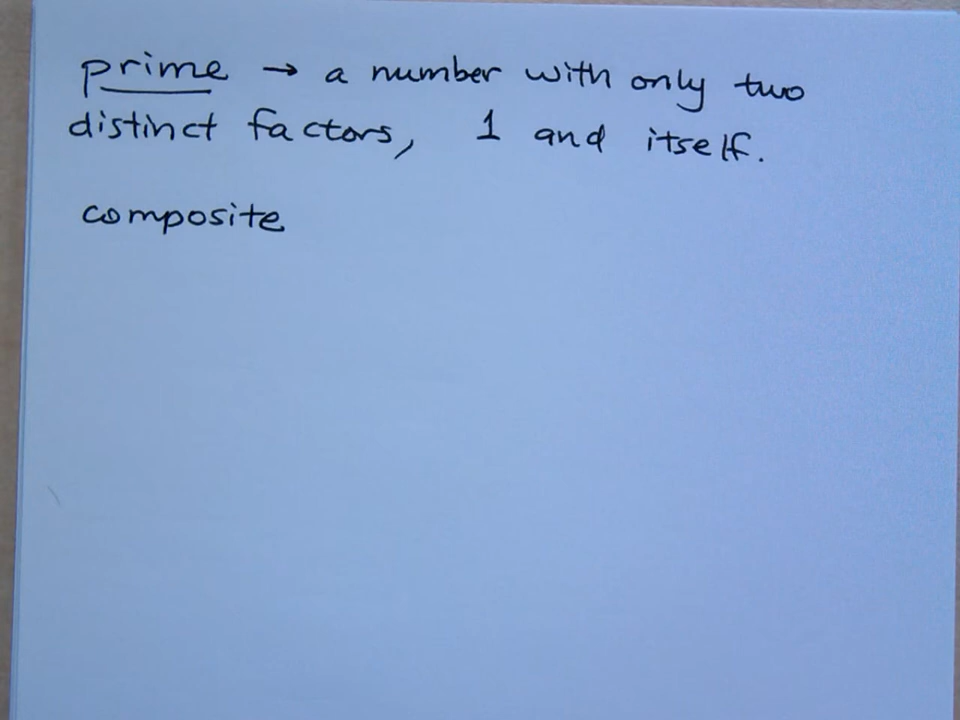 prime → a number with only two
distinct factors, 1 and itself.
composite